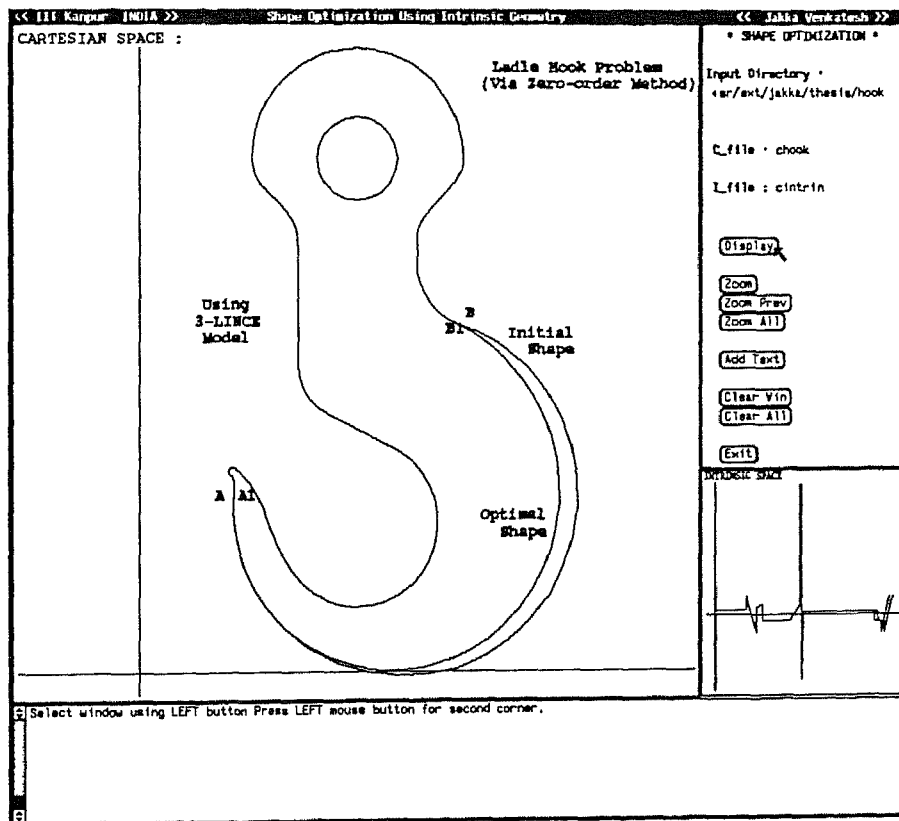 << IIT Kanpur INDIA >> Shape Optimization Using Intrinsic Geometry << Jakka Venkatesh >>
CARTESIAN SPACE :
* SHAPE OPTIMIZATION *
Ladle Hook Problem
(Via Zero-order Method)
Input Directory :
/thesis/hook
C_file : chook
I_file : cintrin
Display
Zoom
Zoom Prev
Zoom All
Add Text
Clear Win
Clear All
Exit
Using
3-LINCE
Model
B
B1
Initial
Shape
A A1
Optimal
Shape
INTRINSIC SPACE
Select window using LEFT button Press LEFT mouse button for second corner.